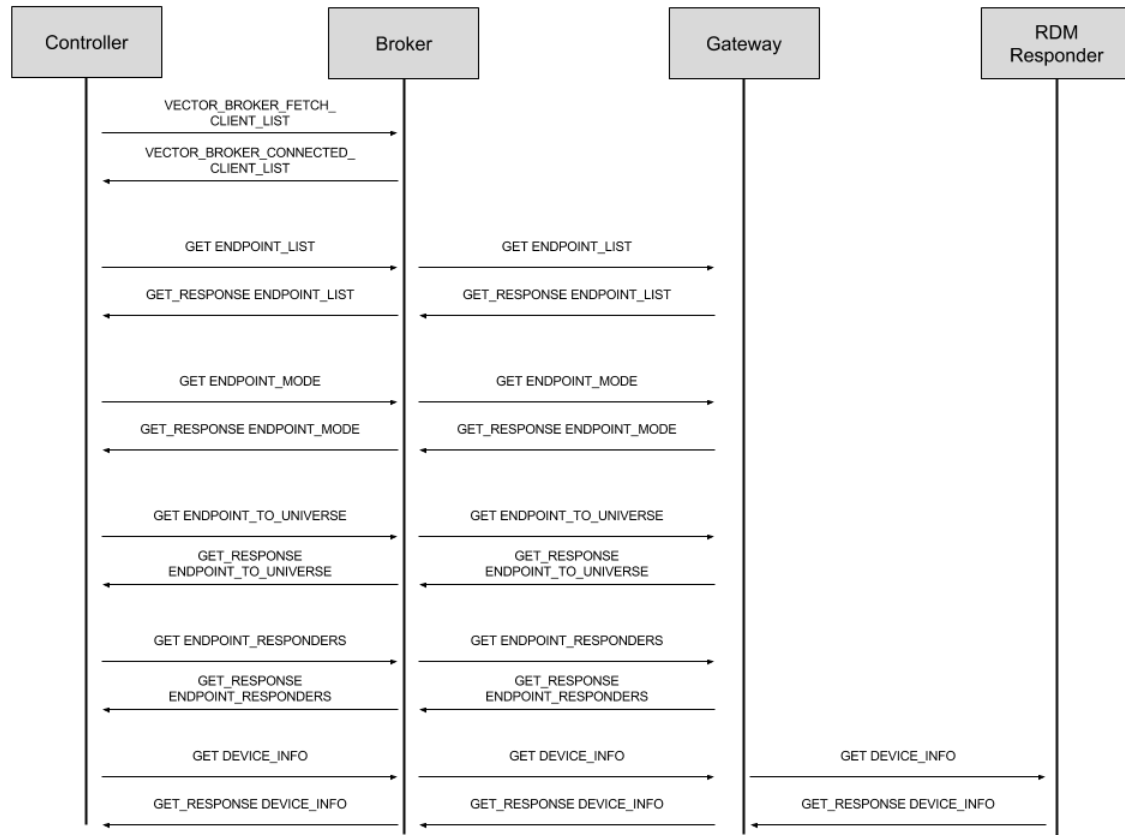 Controller
Broker
Gateway
RDM
Responder
VECTOR_BROKER_FETCH_
CLIENT_LIST
VECTOR_BROKER_CONNECTED_
CLIENT_LIST
GET ENDPOINT_LIST
GET ENDPOINT_LIST
GET_RESPONSE ENDPOINT_LIST
GET_RESPONSE ENDPOINT_LIST
GET ENDPOINT_MODE
GET ENDPOINT_MODE
GET_RESPONSE ENDPOINT_MODE
GET_RESPONSE ENDPOINT_MODE
GET ENDPOINT_TO_UNIVERSE
GET ENDPOINT_TO_UNIVERSE
GET_RESPONSE
ENDPOINT_TO_UNIVERSE
GET_RESPONSE
ENDPOINT_TO_UNIVERSE
GET ENDPOINT_RESPONDERS
GET ENDPOINT_RESPONDERS
GET_RESPONSE
ENDPOINT_RESPONDERS
GET_RESPONSE
ENDPOINT_RESPONDERS
GET DEVICE_INFO
GET DEVICE_INFO
GET DEVICE_INFO
GET_RESPONSE DEVICE_INFO
GET_RESPONSE DEVICE_INFO
GET_RESPONSE DEVICE_INFO